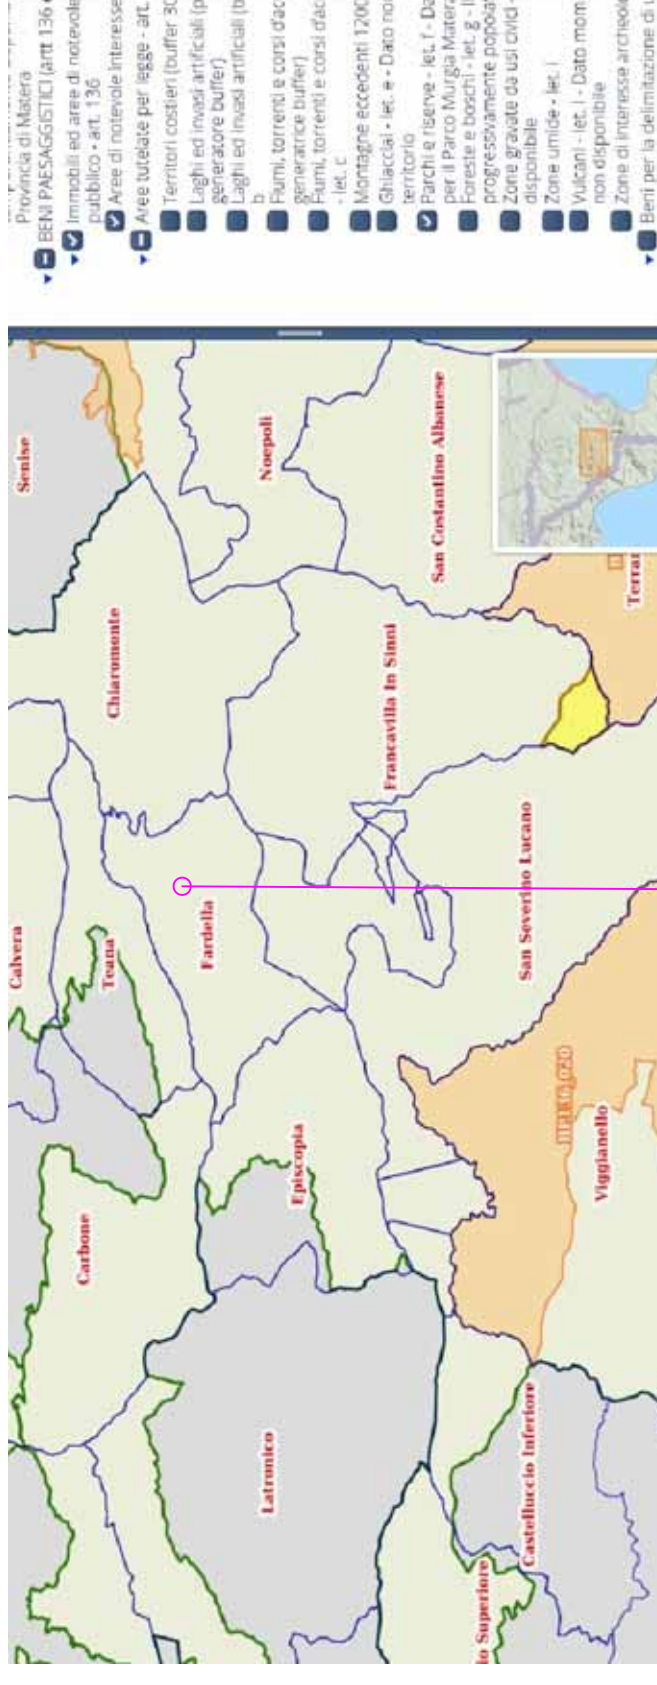 Provincia di Matera
BENI PAESAGGISTICI (artt 136 e
Immobili ed aree di notevole
pubblico - art. 136
Aree di notevole interesse
Aree tutelate per legge - art.
Territori costieri (buffer 30
Laghi ed invasi artificiali (p
generatore buffer)
Laghi ed invasi artificiali (b
b
Fiumi, torrenti e corsi d'ac
generatrice buffer)
Fiumi, torrenti e corsi d'ac
- let. c
Montagne eccedenti 1200
Ghiacciai - let. e - Dato non
territorio
Parchi e riserve - let. f - Da
per il Parco Murgia Matera
Foreste e boschi - let. g - Il
progressivamente popolat
Zone gravate da usi civici -
disponibile
Zone umide - let. i
Vulcani - let. l - Dato mom
non disponibile
Zone di interesse archeolo
Beni per la delimitazione di u
Senise
Noepoli
San Costantino Albanese
Terran
Chiaromonte
Francavilla In Sinni
Calvera
Teana
Fardella
San Severino Lucano
Carbone
Episcopia
Viggianello
Latronico
Castelluccio Inferiore
io Superiore